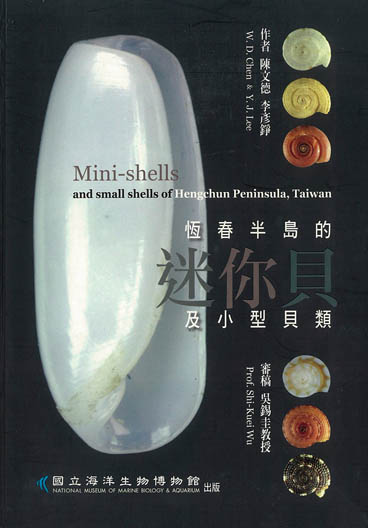 作者 陳文德 李彥錚
W. D. Chen & Y. J. Lee
Mini-shells
and small shells of Hengchun Peninsula, Taiwan
恆春半島的
迷你貝
及小型貝類
審稿 吳錫圭教授
Prof. Shi-Kuei Wu
國立海洋生物博物館 出版
NATIONAL MUSEUM OF MARINE BIOLOGY & AQUARIUM